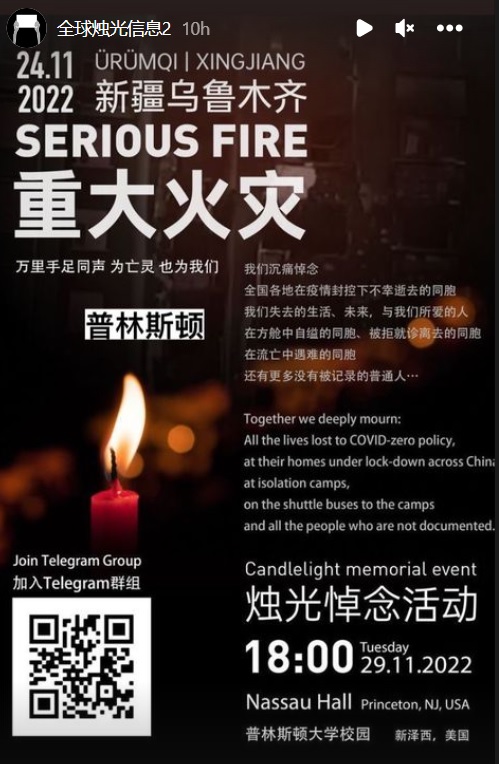 全球烛光信息2 10h
24.11 ÜRÜMQI | XINGJIANG
2022 新疆乌鲁木齐
SERIOUS FIRE
重大火灾
万里手足同声 为亡灵 也为我们
普林斯顿
我们沉痛悼念
全国各地在疫情封控下不幸逝去的同胞
我们失去的生活、未来，与我们所爱的人
在方舱中自缢的同胞、被拒就诊离去的同胞
在流亡中遇难的同胞
还有更多没有被记录的普通人…
Together we deeply mourn:
All the lives lost to COVID-zero policy,
at their homes under lock-down across China
at isolation camps,
on the shuttle buses to the camps
and all the people who are not documented.
Join Telegram Group
加入Telegram群组
Candlelight memorial event
烛光悼念活动
18:00 Tuesday
29.11.2022
Nassau Hall Princeton, NJ, USA
普林斯顿大学校园 新泽西，美国